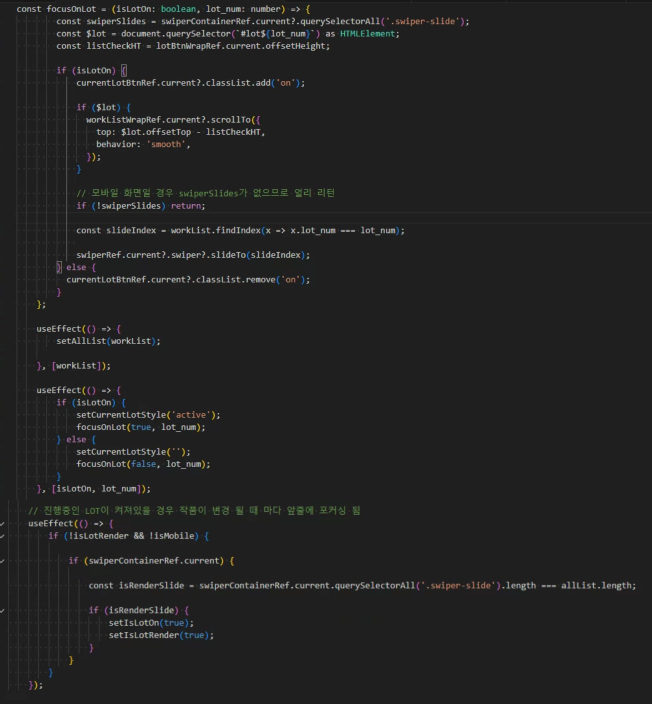 const focusOnLot = (isLotOn: boolean, lot_num: number) => {
const swiperSlides = swiperContainerRef.current?.querySelectorAll('.swiper-slide');
const $lot = document.querySelector(`#lot${lot_num}`) as HTMLElement;
const listCheckHT = lotBtnWrapRef.current.offsetHeight;
if (isLotOn) {
currentLotBtnRef.current?.classList.add('on');
if ($lot) {
workListWrapRef.current?.scrollTo({
top: $lot.offsetTop - listCheckHT,
behavior: 'smooth',
});
}
// 모바일 화면일 경우 swiperSlides가 없으므로 얼리 리턴
if (!swiperSlides) return;
const slideIndex = workList.findIndex(x => x.lot_num === lot_num);
swiperRef.current?.swiper?.slideTo(slideIndex);
} else {
currentLotBtnRef.current?.classList.remove('on');
}
};
useEffect(() => {
setAllList(workList);
}, [workList]);
useEffect(() => {
if (isLotOn) {
setCurrentLotStyle('active');
focusOnLot(true, lot_num);
} else {
setCurrentLotStyle('');
focusOnLot(false, lot_num);
}
}, [isLotOn, lot_num]);
// 진행중인 LOT이 켜져있을 경우 작품이 변경 될 때 마다 앞줄에 포커싱 됨
useEffect(() => {
if (!isLotRender && !isMobile) {
if (swiperContainerRef.current) {
const isRenderSlide = swiperContainerRef.current.querySelectorAll('.swiper-slide').length === allList.length;
if (isRenderSlide) {
setIsLotOn(true);
setIsLotRender(true);
}
}
}
});